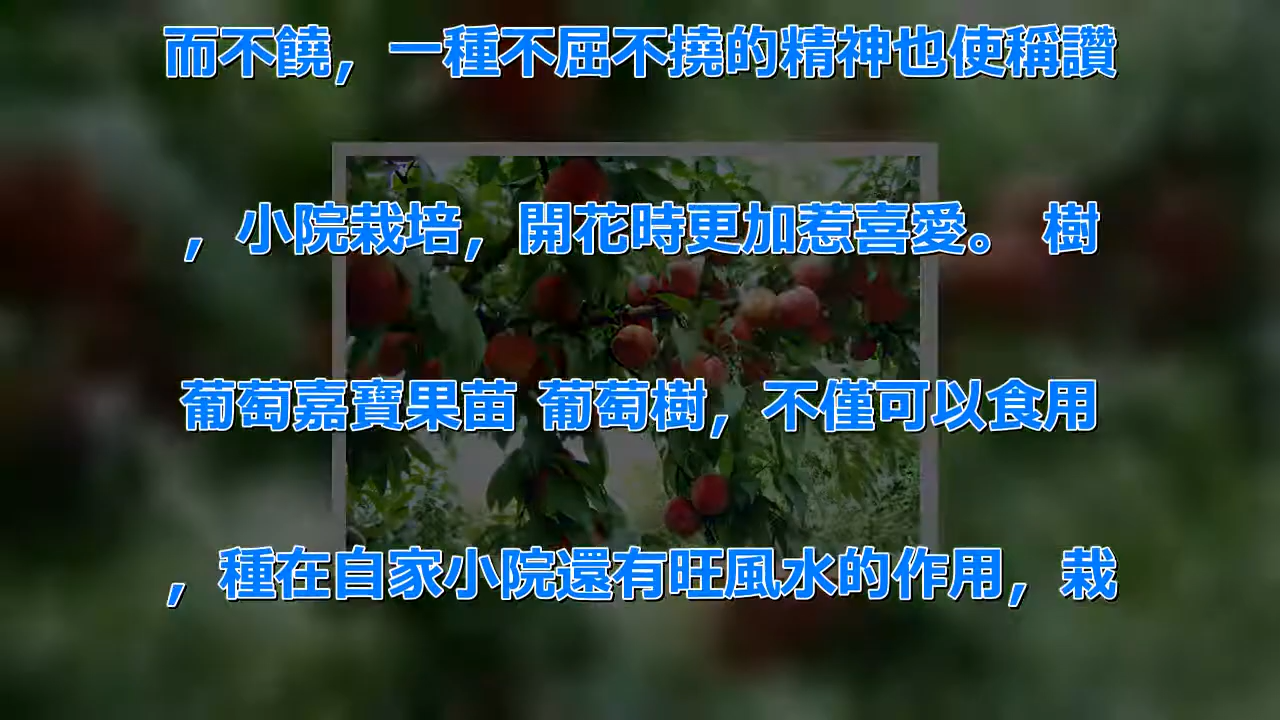 而不饒，一種不屈不撓的精神也使稱讚
，小院栽培，開花時更加惹喜愛。 樹
葡萄嘉寶果苗 葡萄樹，不僅可以食用
，種在自家小院還有旺風水的作用，栽